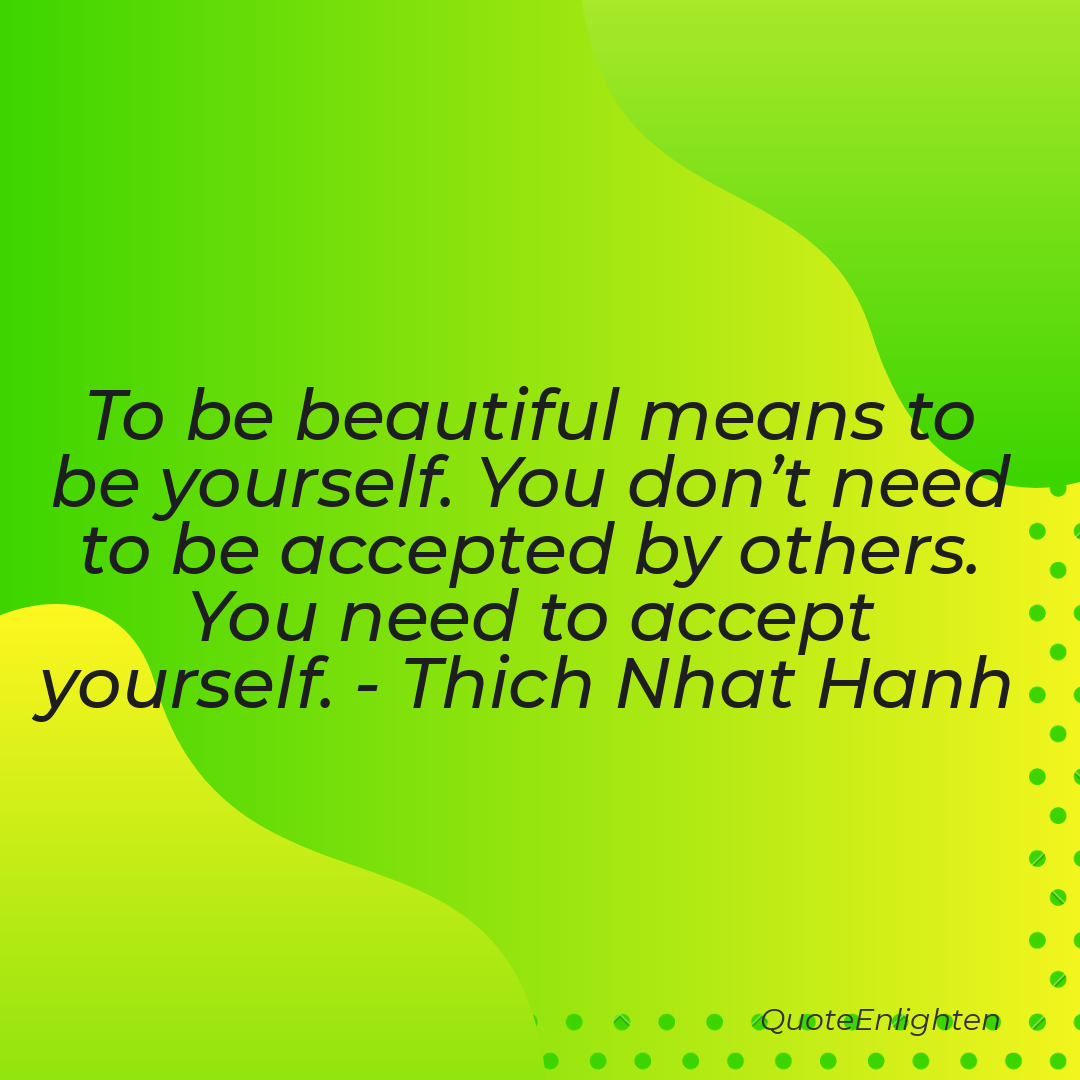 To be beautiful means to
be yourself. You don’t need
to be accepted by others.
You need to accept
yourself. - Thich Nhat Hanh
QuoteEnlighten